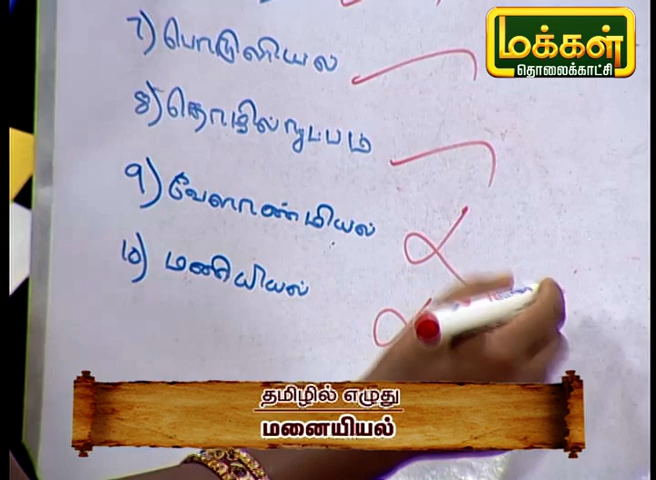 மக்கள்
தொலைக்காட்சி
7) பொறியியல்
8) தொழில்நுட்பம்
9) வேளாண்மியல்
10) மணியியல்
தமிழில் எழுது
மனையியல்